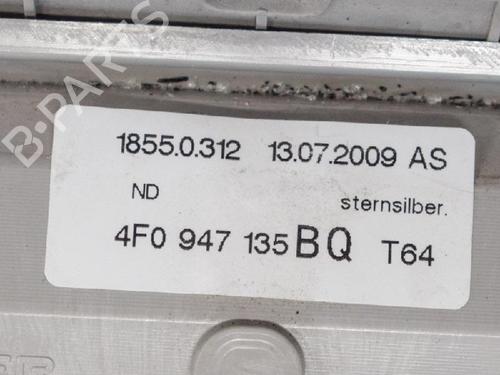 B-PARTS
1855.0.312 13.07.2009 AS
ND sternsilber.
4F0 947 135 BQ T64